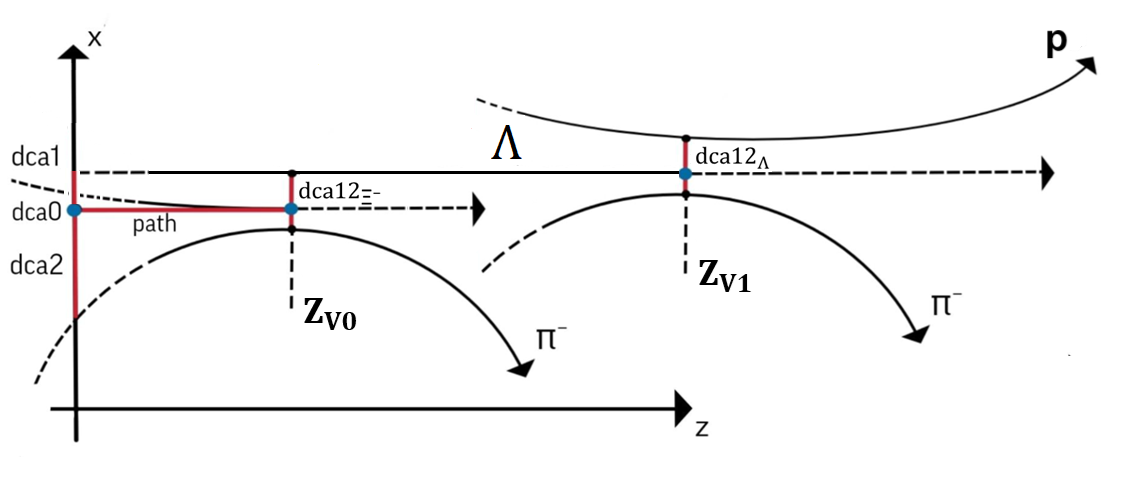 x
p
dca1
Λ
dca12Λ
dca12Ξ-
dca0
path
dca2
ZV1
ZV0
π-
π-
z